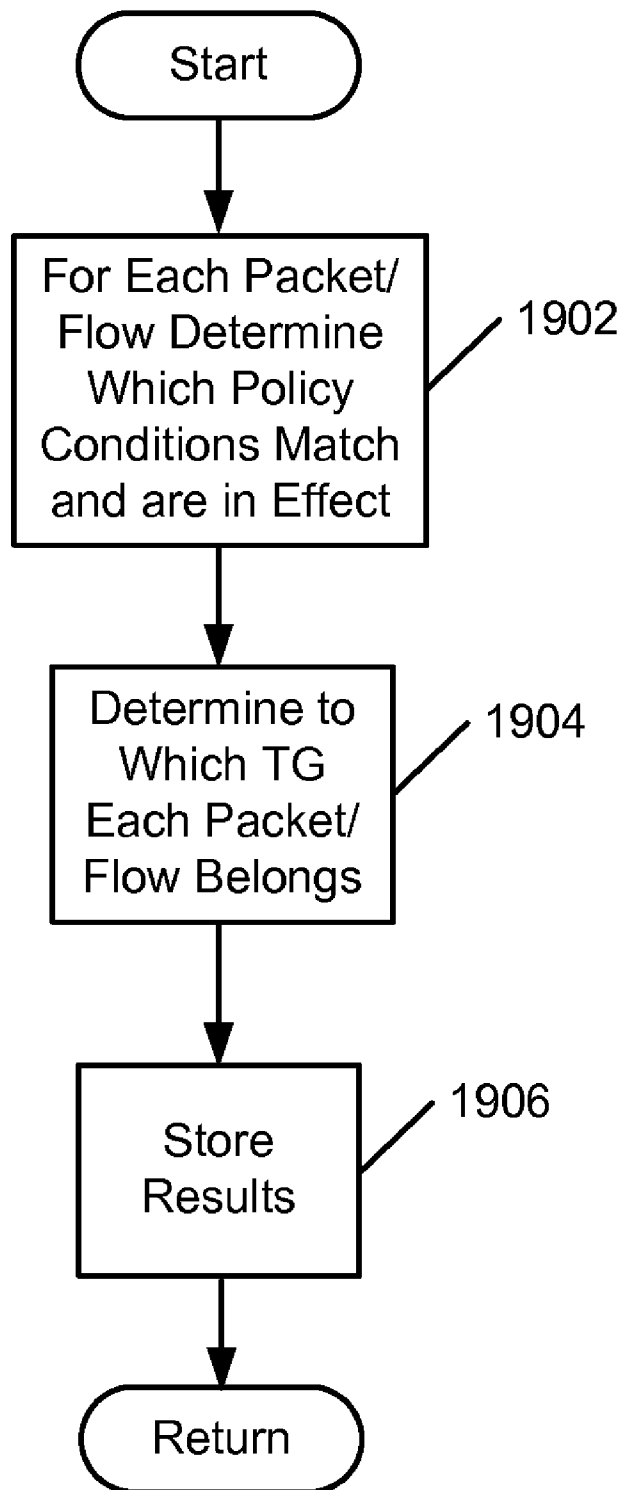 Start
For Each Packet/
Flow Determine
Which Policy
Conditions Match
and are in Effect
1902
Determine to
Which TG
Each Packet/
Flow Belongs
1904
Store
Results
1906
Return